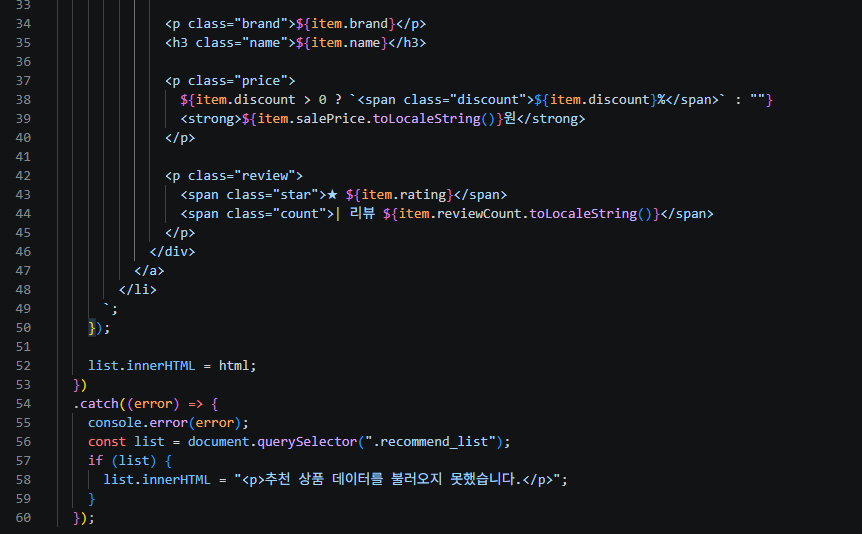 33
34 <p class="brand">${item.brand}</p>
35 <h3 class="name">${item.name}</h3>
36
37 <p class="price">
38 ${item.discount > 0 ? `<span class="discount">${item.discount}%</span>` : ""}
39 <strong>${item.salePrice.toLocaleString()}원</strong>
40 </p>
41
42 <p class="review">
43 <span class="star">★ ${item.rating}</span>
44 <span class="count">| 리뷰 ${item.reviewCount.toLocaleString()}</span>
45 </p>
46 </div>
47 </a>
48 </li>
49 `;
50 });
51
52 list.innerHTML = html;
53 })
54 .catch((error) => {
55 console.error(error);
56 const list = document.querySelector(".recommend_list");
57 if (list) {
58 list.innerHTML = "<p>추천 상품 데이터를 불러오지 못했습니다.</p>";
59 }
60 });